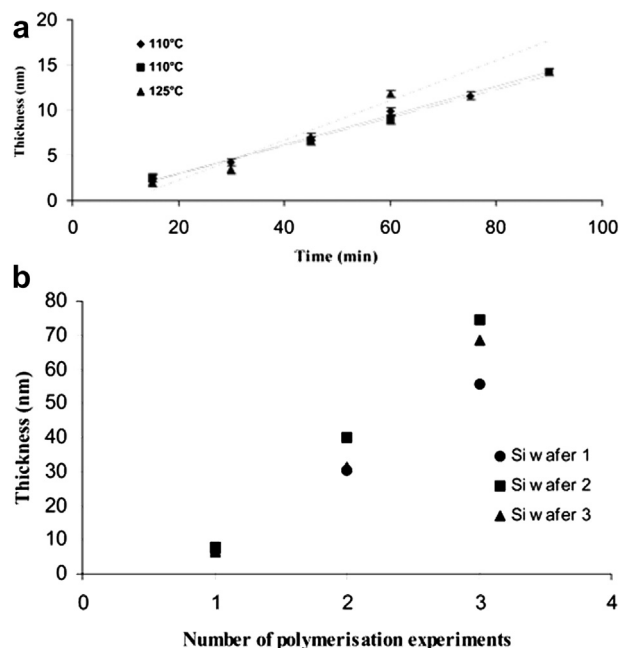 a
20
15
10
5
0
Thickness (nm)
110°C
110°C
125°C
0 20 40 60 80 100
Time (min)
b
80
70
60
50
40
30
20
10
0
Thickness (nm)
Si wafer 1
Si wafer 2
Si wafer 3
0 1 2 3 4
Number of polymerisation experiments